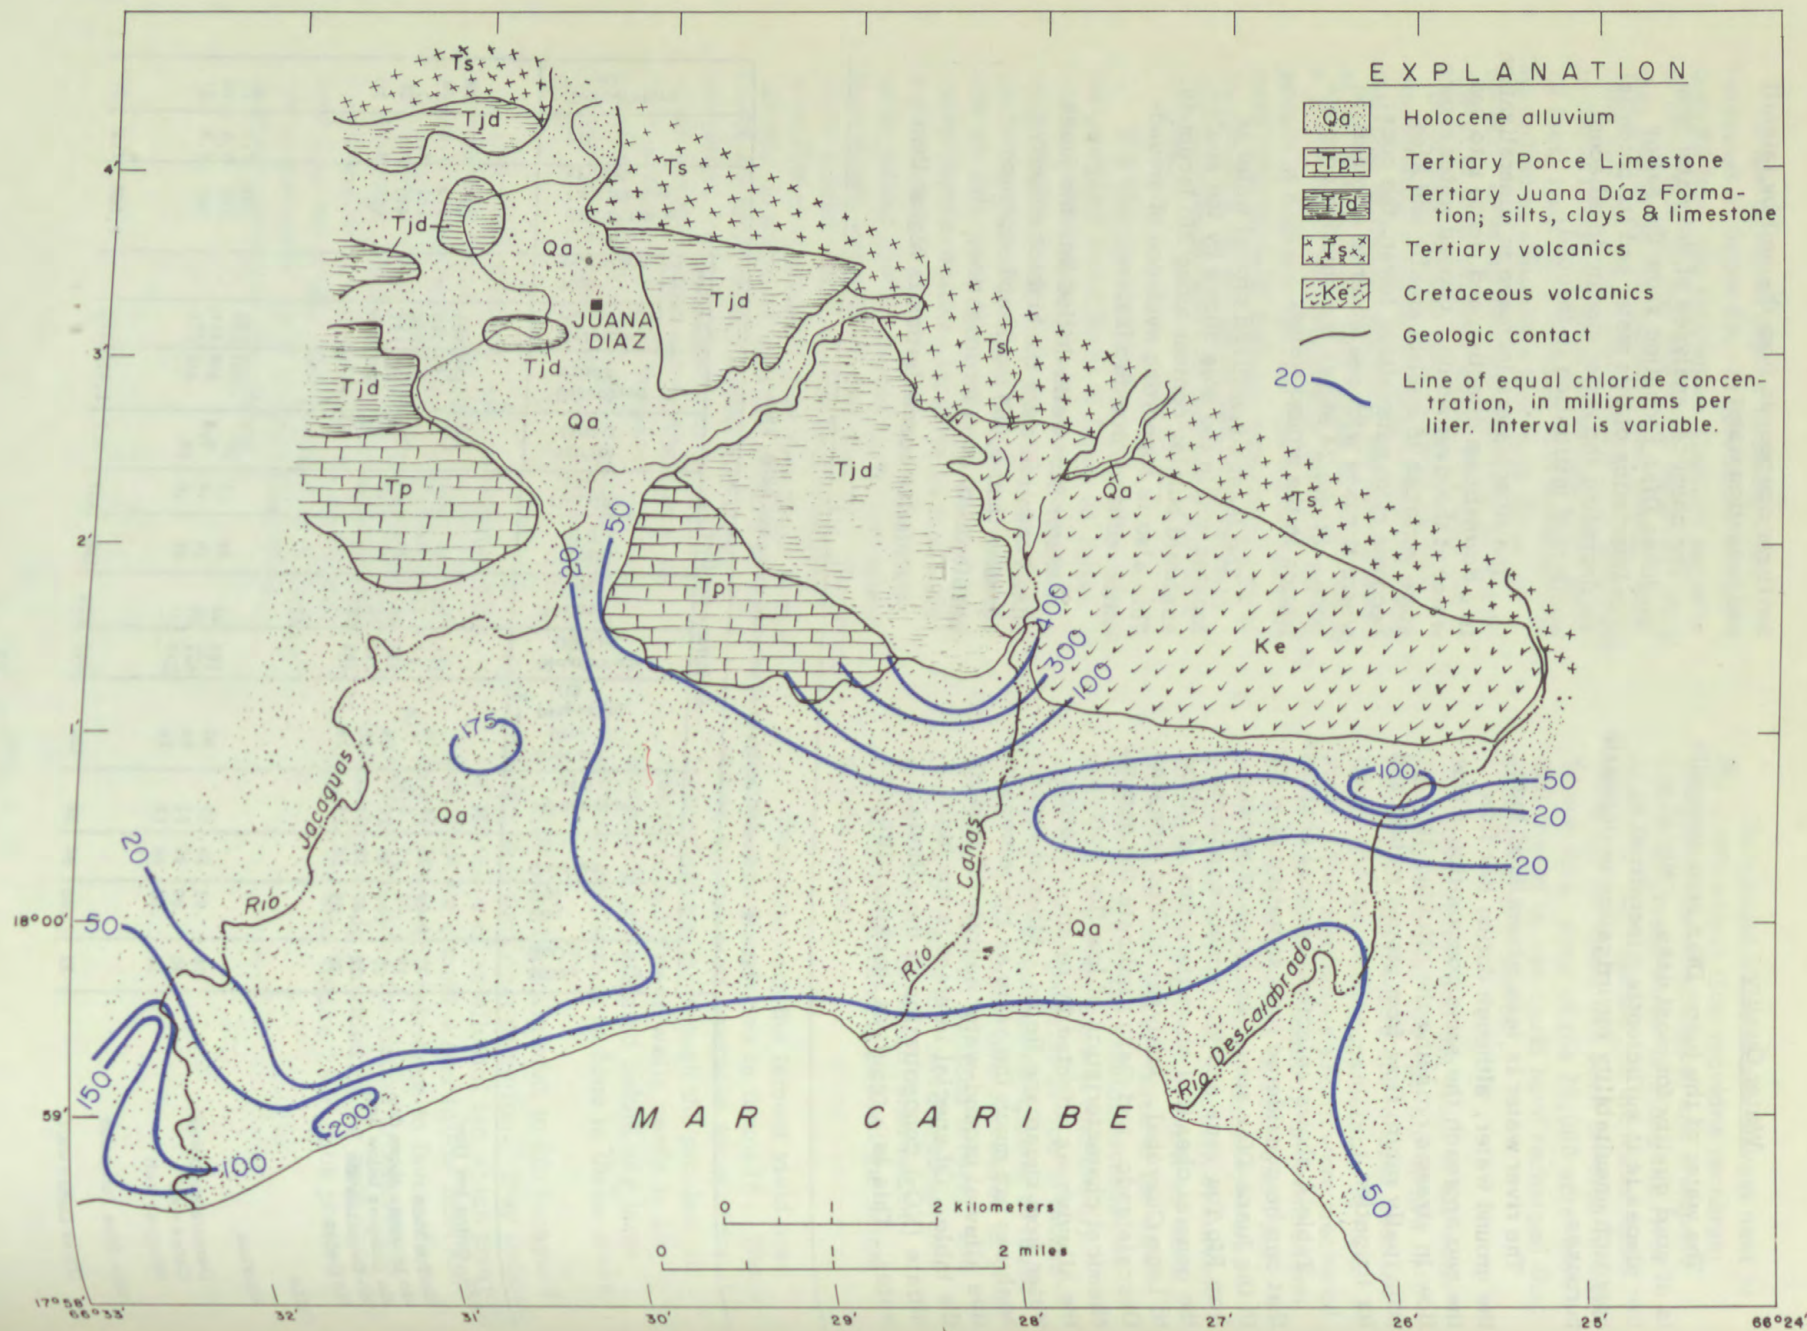 EXPLANATION
Qa Holocene alluvium
Tp Tertiary Ponce Limestone
Tjd Tertiary Juana Díaz Forma-
tion; silts, clays & limestone
Ts Tertiary volcanics
Ke Cretaceous volcanics
Geologic contact
20 Line of equal chloride concen-
tration, in milligrams per
liter. Interval is variable.
Ts
Tjd
4'
Ts
Tjd
Qa
Tjd
JUANA
DIAZ
3'
Ts
Tjd
Tjd
Qa
Tjd
Tp
Qa
Ts
50
2'
20
Tp
400
Ke
300
100
175
1'
100
50
Jacaguas
Qa
20
20
Cañas
20
Río
18°00'
50
Qa
Río
Río Descalabrado
150
59'
200
MAR CARIBE
100
50
0 1 2 kilometers
0 1 2 miles
17°58'
66°33' 32' 31' 30' 29' 28' 27' 26' 25' 66°24'